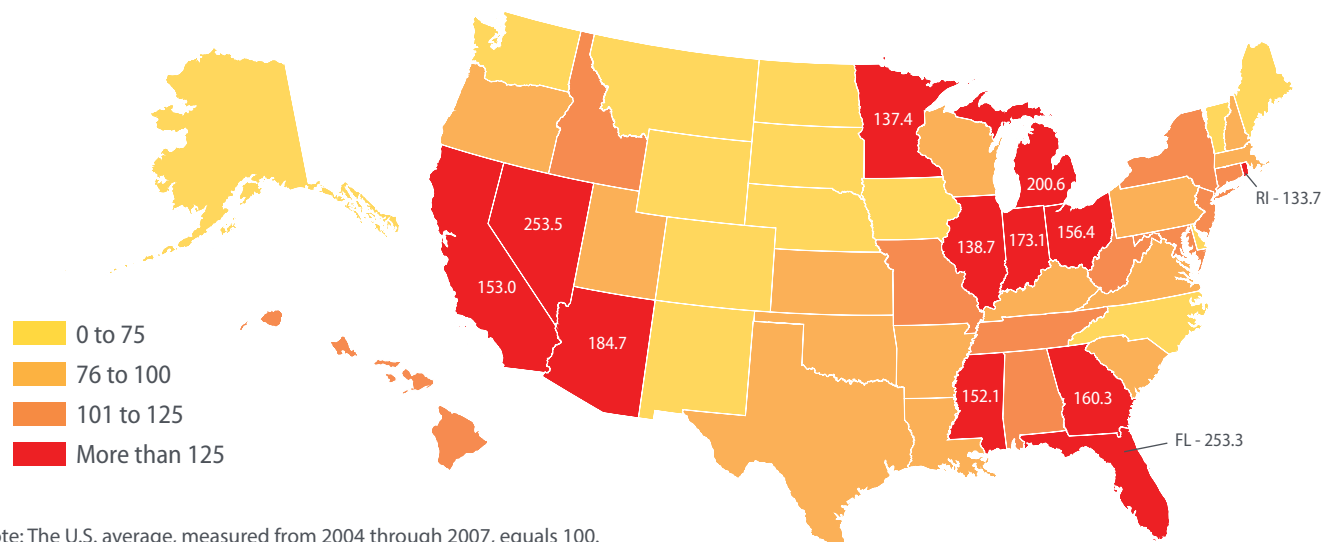 137.4
200.6
RI - 133.7
253.5
138.7
173.1
156.4
153.0
0 to 75
184.7
76 to 100
152.1
160.3
101 to 125
FL - 253.3
More than 125
ote: The U.S. average, measured from 2004 through 2007, equals 100.